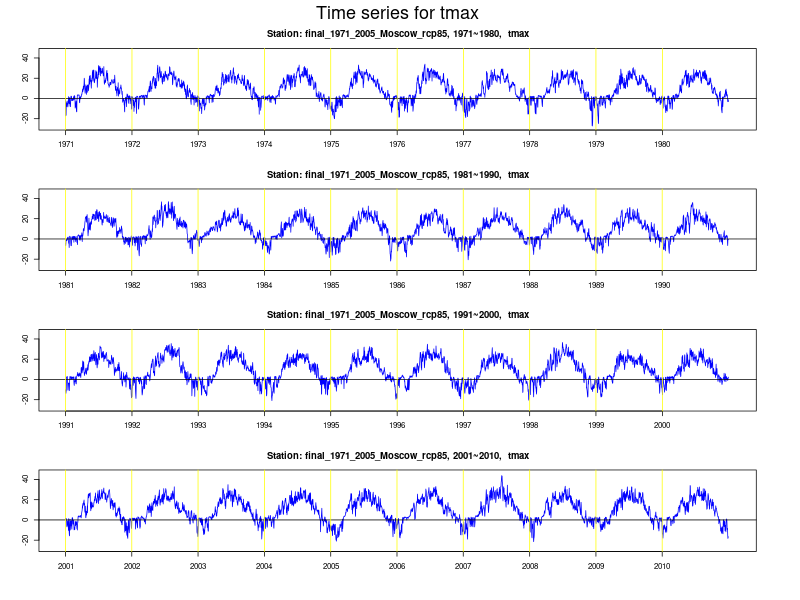 Time series for tmax
Station: final_1971_2005_Moscow_rcp85, 1971~1980, tmax
40
20
0
-20
1971 1972 1973 1974 1975 1976 1977 1978 1979 1980
Station: final_1971_2005_Moscow_rcp85, 1981~1990, tmax
40
20
0
-20
1981 1982 1983 1984 1985 1986 1987 1988 1989 1990
Station: final_1971_2005_Moscow_rcp85, 1991~2000, tmax
40
20
0
-20
1991 1992 1993 1994 1995 1996 1997 1998 1999 2000
Station: final_1971_2005_Moscow_rcp85, 2001~2010, tmax
40
20
0
-20
2001 2002 2003 2004 2005 2006 2007 2008 2009 2010